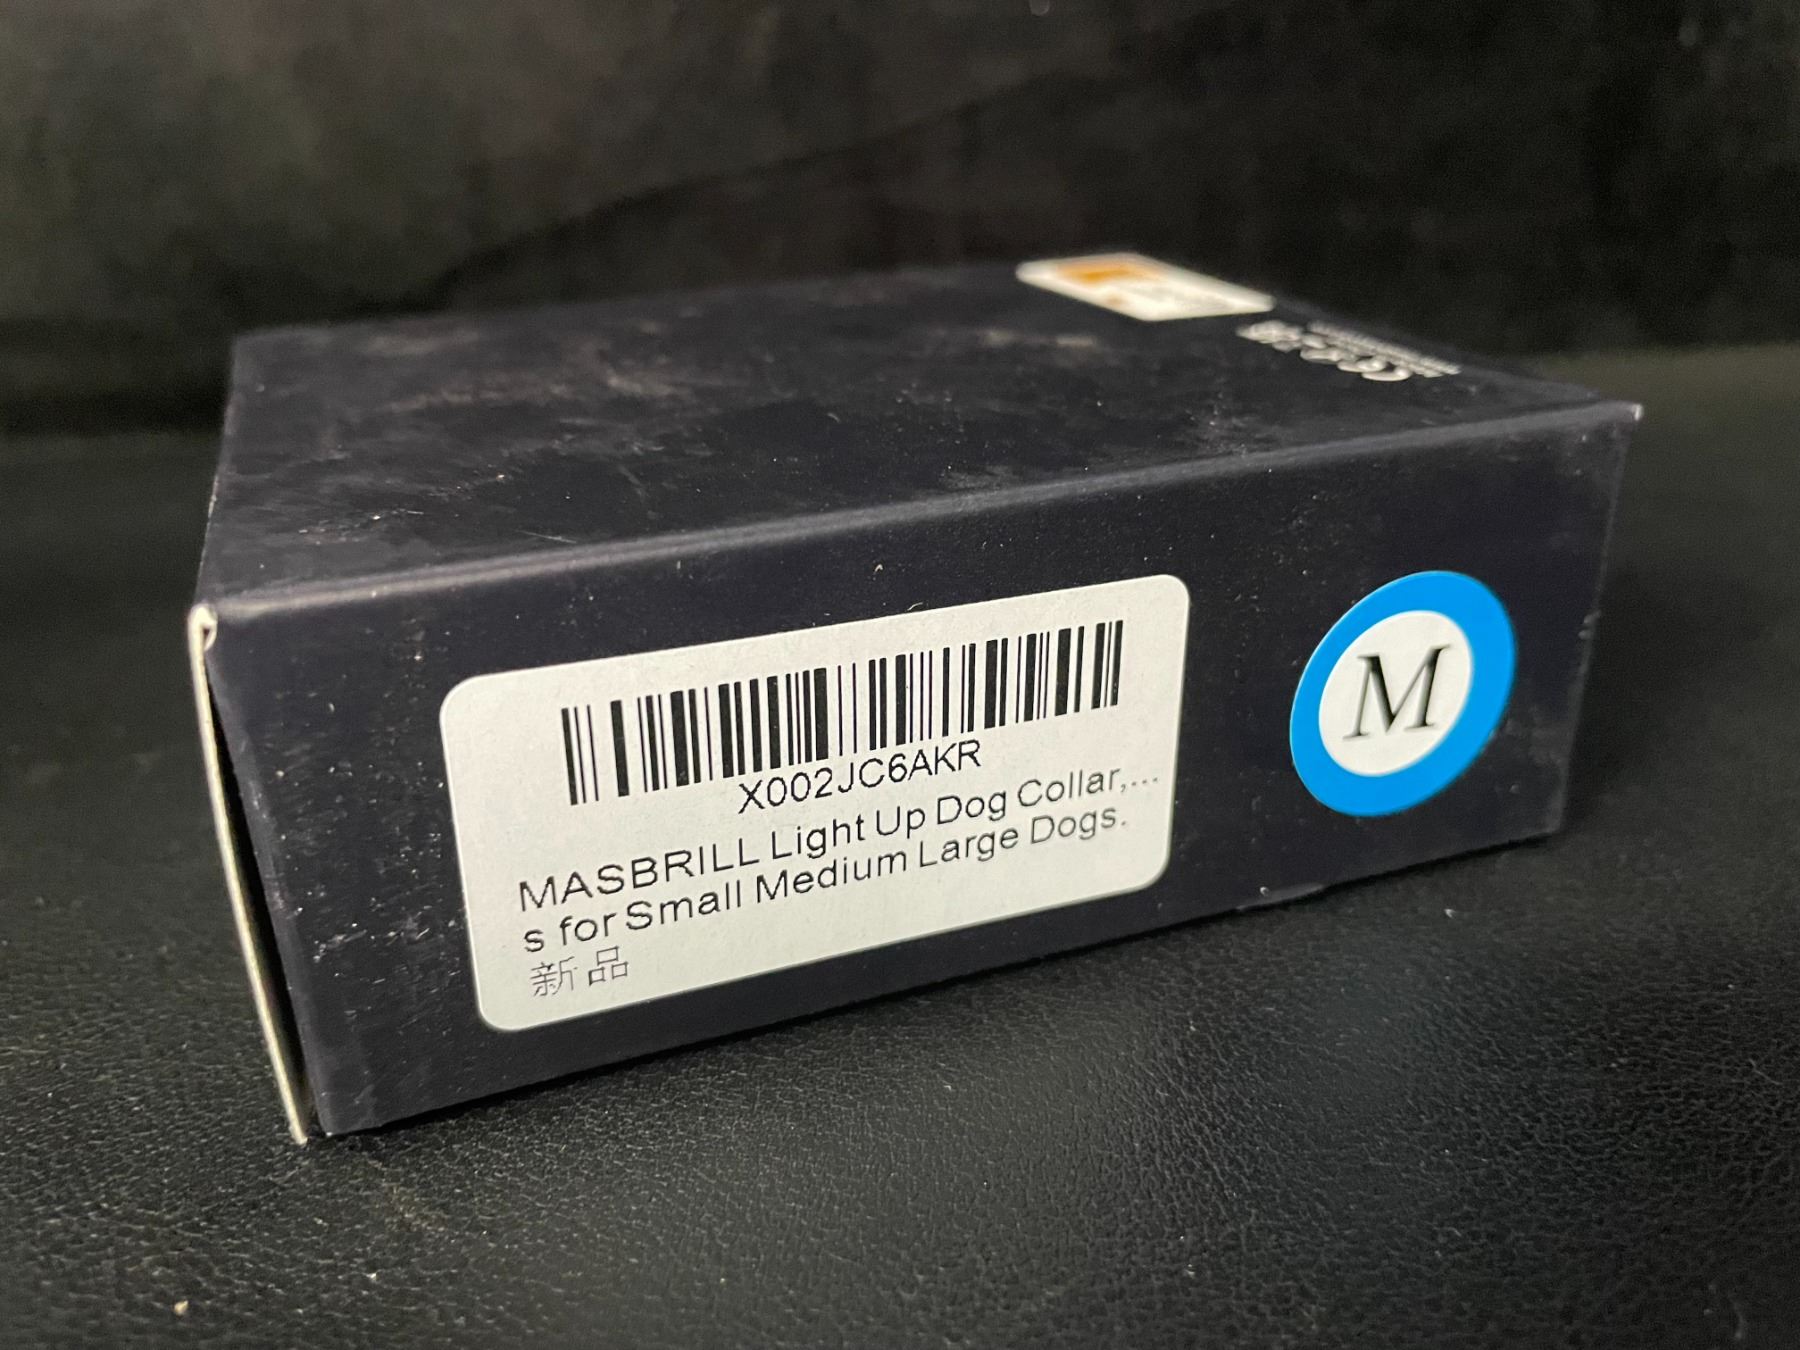 X002JC6AKR
MASBRILL Light Up Dog Collar,...
s for Small Medium Large Dogs.
新品
M